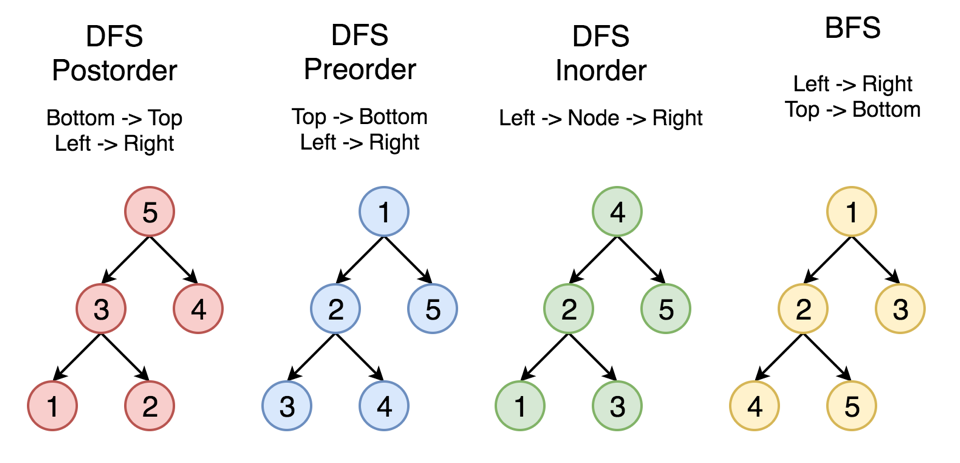 DFS
Postorder
Bottom -> Top
Left -> Right
5
3
4
1
2
DFS
Preorder
Top -> Bottom
Left -> Right
1
2
5
3
4
DFS
Inorder
Left -> Node -> Right
4
2
5
1
3
BFS
Left -> Right
Top -> Bottom
1
2
3
4
5